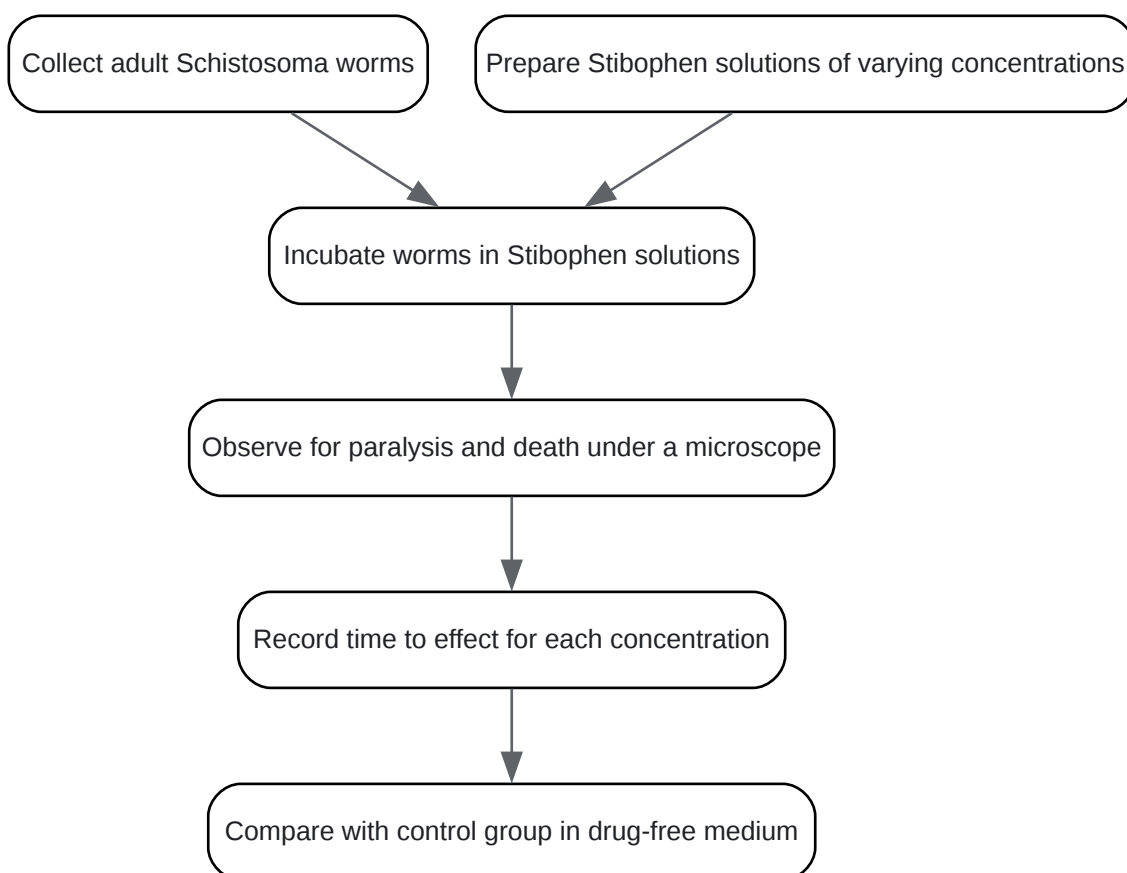 Collect adult Schistosoma worms
Prepare Stibophen solutions of varying concentrations
Incubate worms in Stibophen solutions
Observe for paralysis and death under a microscope
Record time to effect for each concentration
Compare with control group in drug-free medium